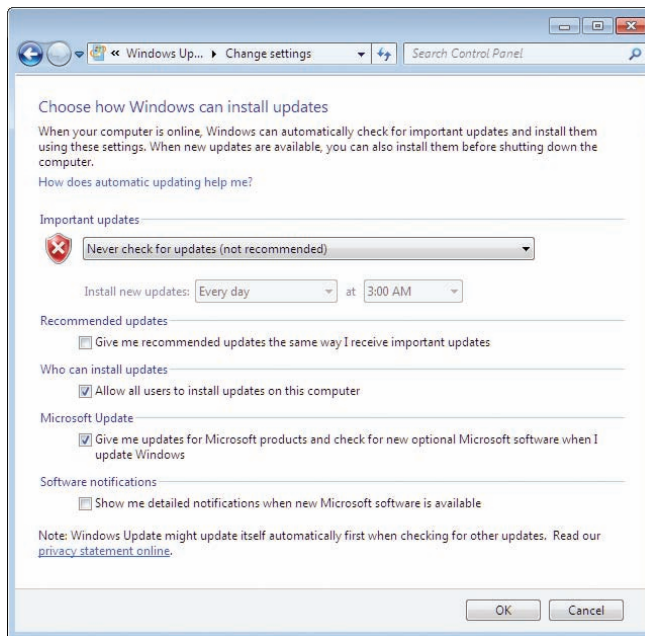 « Windows Up... ▸ Change settings
Search Control Panel
Choose how Windows can install updates
When your computer is online, Windows can automatically check for important updates and install them
using these settings. When new updates are available, you can also install them before shutting down the
computer.
How does automatic updating help me?
Important updates
Never check for updates (not recommended)
Install new updates: Every day at 3:00 AM
Recommended updates
Give me recommended updates the same way I receive important updates
Who can install updates
Allow all users to install updates on this computer
Microsoft Update
Give me updates for Microsoft products and check for new optional Microsoft software when I
update Windows
Software notifications
Show me detailed notifications when new Microsoft software is available
Note: Windows Update might update itself automatically first when checking for other updates. Read our
privacy statement online.
OK Cancel